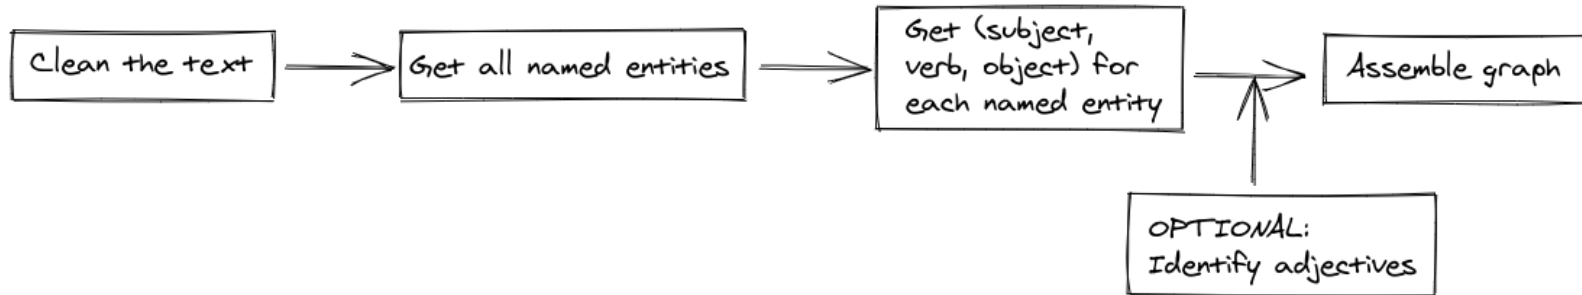 Clean the text
Get all named entities
Get (subject,
verb, object) for
each named entity
Assemble graph
OPTIONAL:
Identify adjectives